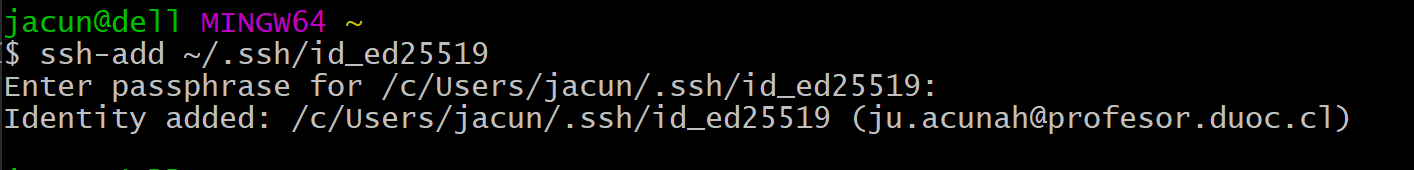 jacun@dell MINGW64 ~
$ ssh-add ~/.ssh/id_ed25519
Enter passphrase for /c/Users/jacun/.ssh/id_ed25519:
Identity added: /c/Users/jacun/.ssh/id_ed25519 (ju.acunah@profesor.duoc.cl)